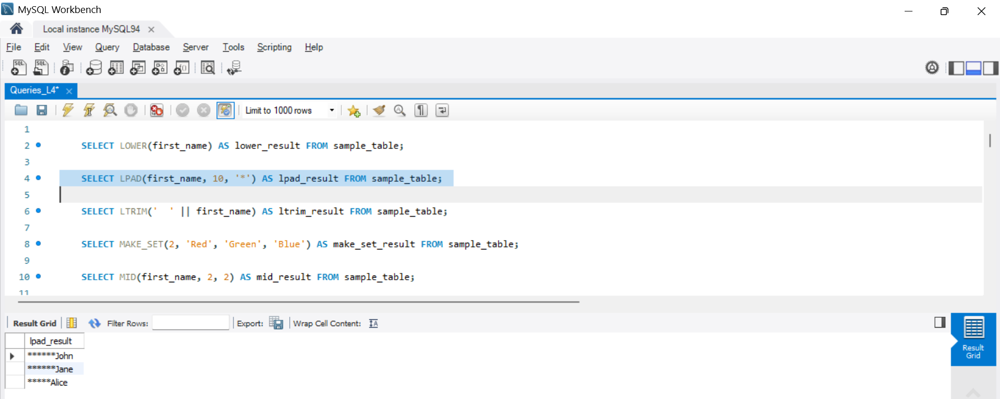 MySQL Workbench
Local instance MySQL94
File Edit View Query Database Server Tools Scripting Help
Queries_L4*
Limit to 1000 rows
1
2 SELECT LOWER(first_name) AS lower_result FROM sample_table;
3
4 SELECT LPAD(first_name, 10, '*') AS lpad_result FROM sample_table;
5
6 SELECT LTRIM('  ' || first_name) AS ltrim_result FROM sample_table;
7
8 SELECT MAKE_SET(2, 'Red', 'Green', 'Blue') AS make_set_result FROM sample_table;
9
10 SELECT MID(first_name, 2, 2) AS mid_result FROM sample_table;
11
Result Grid Filter Rows: Export: Wrap Cell Content:
lpad_result
******John
******Jane
*****Alice
Result
Grid